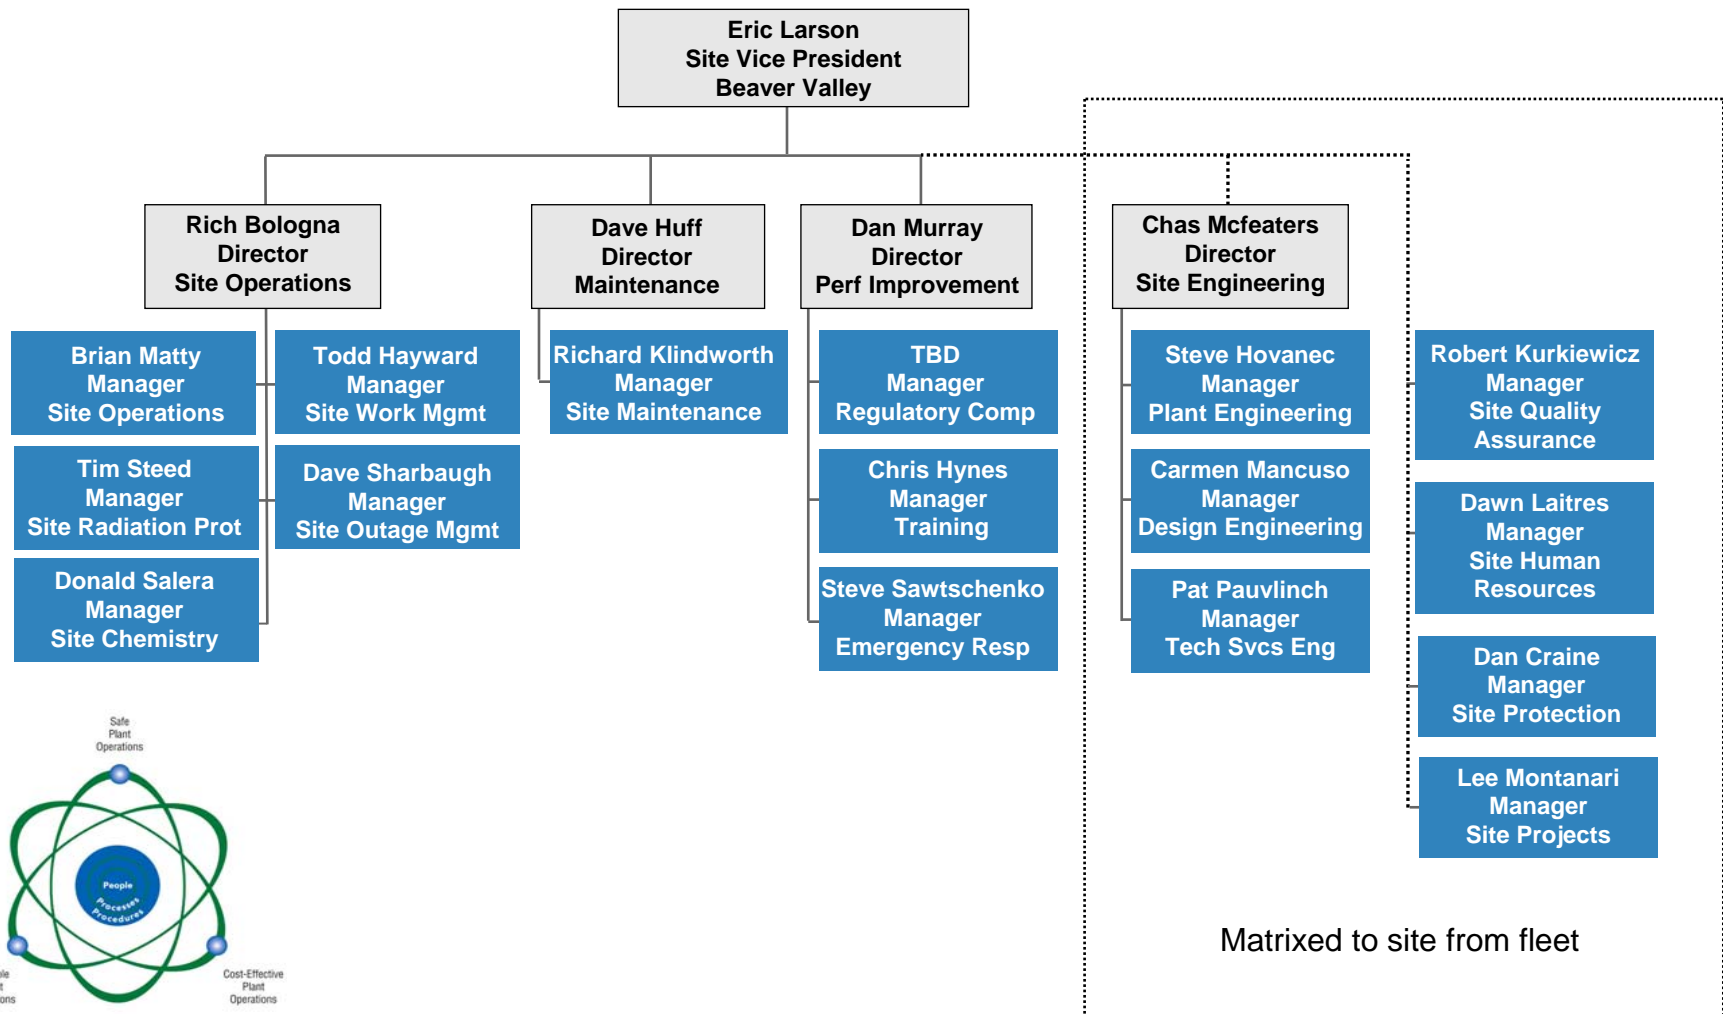 Eric Larson
Site Vice President
Beaver Valley
Rich Bologna
Director
Site Operations
Dave Huff
Director
Maintenance
Dan Murray
Director
Perf Improvement
Chas Mcfeaters
Director
Site Engineering
Brian Matty
Manager
Site Operations
Todd Hayward
Manager
Site Work Mgmt
Tim Steed
Manager
Site Radiation Prot
Dave Sharbaugh
Manager
Site Outage Mgmt
Donald Salera
Manager
Site Chemistry
Richard Klindworth
Manager
Site Maintenance
TBD
Manager
Regulatory Comp
Chris Hynes
Manager
Training
Steve Sawtschenko
Manager
Emergency Resp
Steve Hovanec
Manager
Plant Engineering
Carmen Mancuso
Manager
Design Engineering
Pat Pauvlinch
Manager
Tech Svcs Eng
Robert Kurkiewicz
Manager
Site Quality
Assurance
Dawn Laitres
Manager
Site Human
Resources
Dan Craine
Manager
Site Protection
Lee Montanari
Manager
Site Projects
Matrixed to site from fleet
Safe
Plant
Operations
People
Processes
Procedures
Cost-Effective
Plant
Operations